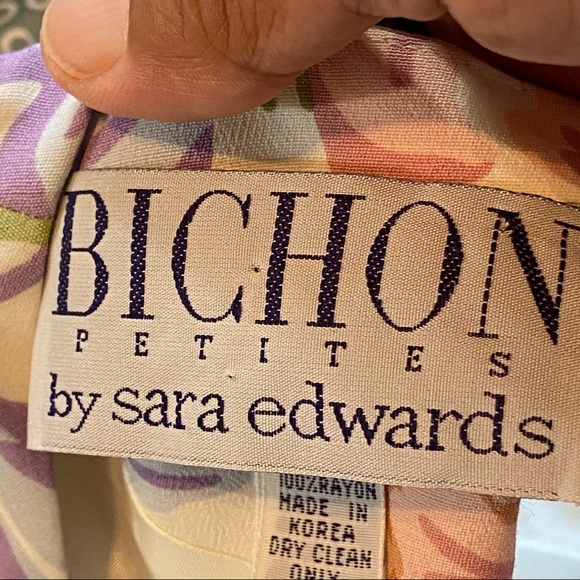 BICHON
PETITES
by sara edwards
100%RAYON
MADE IN
KOREA
DRY CLEAN
ONLY